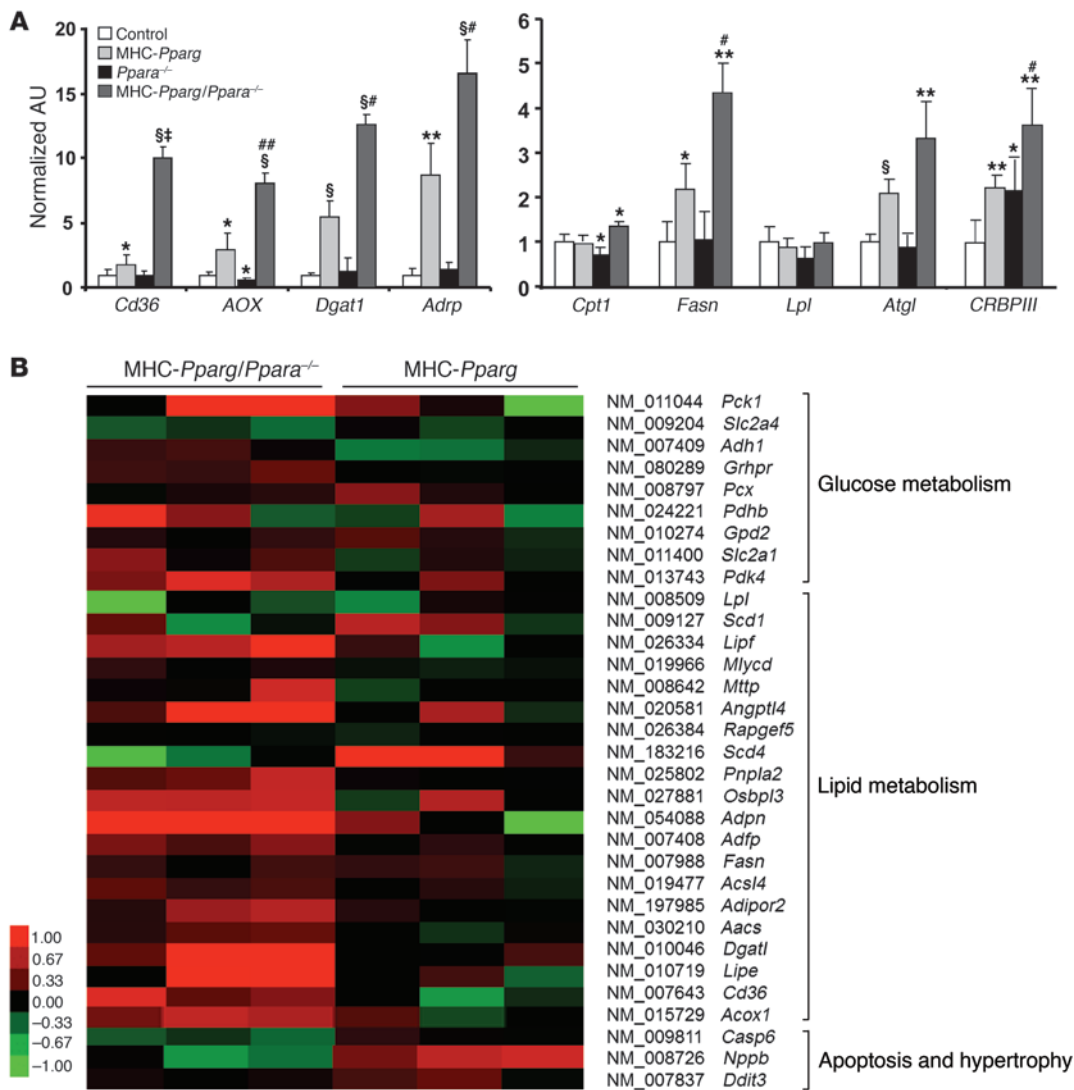 A
20
15
10
5
0
Normalized AU
Control
MHC-Pparg
Ppara–/–
MHC-Pparg/Ppara–/–
*
§‡
*
*
##
§
§
§#
**
§#
Cd36 AOX Dgat1 Adrp
6
5
4
3
2
1
0
*
*
*
#
**
§
**
**
*
#
**
Cpt1 Fasn Lpl Atgl CRBPIII
B
MHC-Pparg/Ppara–/– MHC-Pparg
NM_011044 Pck1
NM_009204 Slc2a4
NM_007409 Adh1
NM_080289 Grhpr
NM_008797 Pcx
NM_024221 Pdhb
NM_010274 Gpd2
NM_011400 Slc2a1
NM_013743 Pdk4
Glucose metabolism
NM_008509 Lpl
NM_009127 Scd1
NM_026334 Lipf
NM_019966 Mlycd
NM_008642 Mttp
NM_020581 Angptl4
NM_026384 Rapgef5
NM_183216 Scd4
NM_025802 Pnpla2
NM_027881 Osbpl3
NM_054088 Adpn
NM_007408 Adfp
NM_007988 Fasn
NM_019477 Acsl4
NM_197985 Adipor2
NM_030210 Aacs
NM_010046 Dgatl
NM_010719 Lipe
NM_007643 Cd36
NM_015729 Acox1
Lipid metabolism
NM_009811 Casp6
NM_008726 Nppb
NM_007837 Ddit3
Apoptosis and hypertrophy
1.00
0.67
0.33
0.00
–0.33
–0.67
–1.00